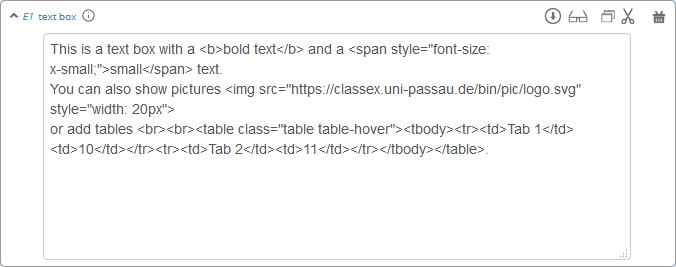 E1 text box
This is a text box with a <b>bold text</b> and a <span style="font-size:
x-small;">small</span> text.
You can also show pictures <img src="https://classex.uni-passau.de/bin/pic/logo.svg"
style="width: 20px">
or add tables <br><br><table class="table table-hover"><tbody><tr><td>Tab 1</td>
<td>10</td></tr><tr><td>Tab 2</td><td>11</td></tr></tbody></table>.